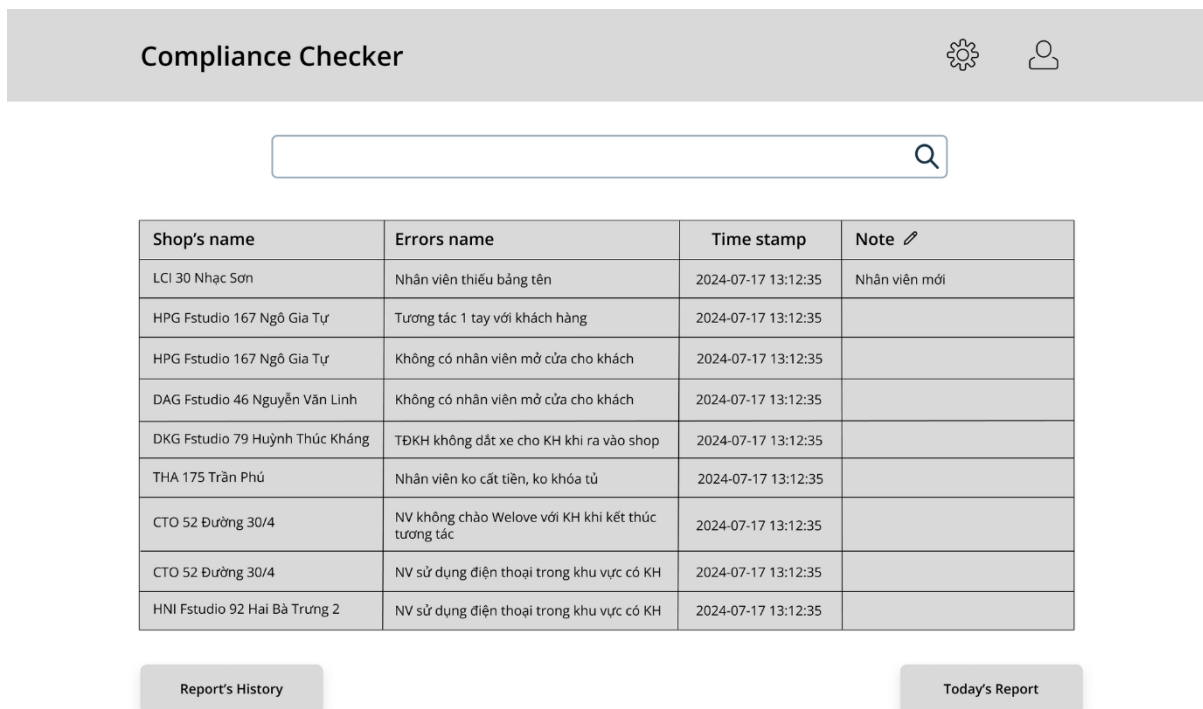 Compliance Checker
Shop's name Errors name Time stamp Note
LCI 30 Nhạc Sơn Nhân viên thiếu bảng tên 2024-07-17 13:12:35 Nhân viên mới
HPG Fstudio 167 Ngô Gia Tự Tương tác 1 tay với khách hàng 2024-07-17 13:12:35
HPG Fstudio 167 Ngô Gia Tự Không có nhân viên mở cửa cho khách 2024-07-17 13:12:35
DAG Fstudio 46 Nguyễn Văn Linh Không có nhân viên mở cửa cho khách 2024-07-17 13:12:35
DKG Fstudio 79 Huỳnh Thúc Kháng TĐKH không dắt xe cho KH khi ra vào shop 2024-07-17 13:12:35
THA 175 Trần Phú Nhân viên ko cất tiền, ko khóa tủ 2024-07-17 13:12:35
CTO 52 Đường 30/4 NV không chào Welove với KH khi kết thúc
tương tác 2024-07-17 13:12:35
CTO 52 Đường 30/4 NV sử dụng điện thoại trong khu vực có KH 2024-07-17 13:12:35
HNI Fstudio 92 Hai Bà Trưng 2 NV sử dụng điện thoại trong khu vực có KH 2024-07-17 13:12:35
Report's History Today's Report